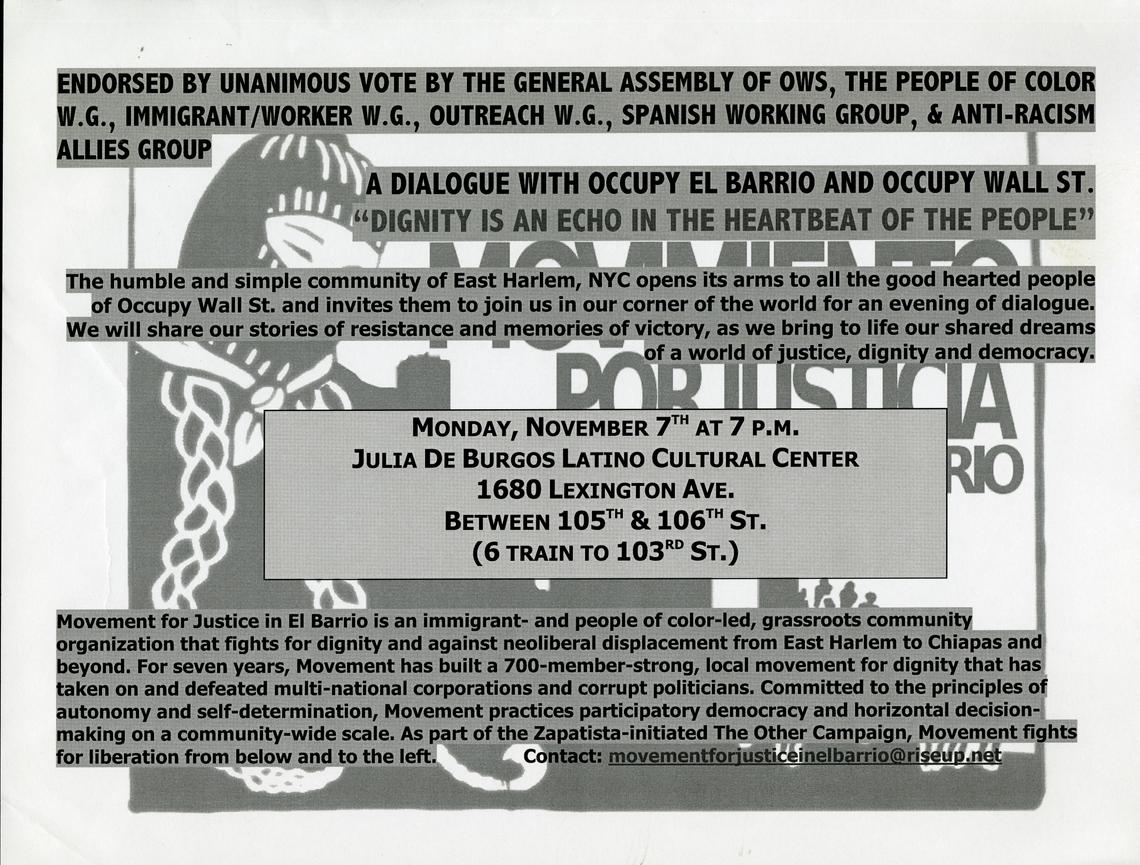 ENDORSED BY UNANIMOUS VOTE BY THE GENERAL ASSEMBLY OF OWS, THE PEOPLE OF COLOR
W.G., IMMIGRANT/WORKER W.G., OUTREACH W.G., SPANISH WORKING GROUP, & ANTI-RACISM
ALLIES GROUP
A DIALOGUE WITH OCCUPY EL BARRIO AND OCCUPY WALL ST.
“DIGNITY IS AN ECHO IN THE HEARTBEAT OF THE PEOPLE”
MOVIMIENTO
The humble and simple community of East Harlem, NYC opens its arms to all the good hearted people
of Occupy Wall St. and invites them to join us in our corner of the world for an evening of dialogue.
We will share our stories of resistance and memories of victory, as we bring to life our shared dreams
of a world of justice, dignity and democracy.
POR JUSTICIA
RIO
MONDAY, NOVEMBER 7TH AT 7 P.M.
JULIA DE BURGOS LATINO CULTURAL CENTER
1680 LEXINGTON AVE.
BETWEEN 105TH & 106TH ST.
(6 TRAIN TO 103RD ST.)
Movement for Justice in El Barrio is an immigrant- and people of color-led, grassroots community
organization that fights for dignity and against neoliberal displacement from East Harlem to Chiapas and
beyond. For seven years, Movement has built a 700-member-strong, local movement for dignity that has
taken on and defeated multi-national corporations and corrupt politicians. Committed to the principles of
autonomy and self-determination, Movement practices participatory democracy and horizontal decision-
making on a community-wide scale. As part of the Zapatista-initiated The Other Campaign, Movement fights
for liberation from below and to the left. Contact: movementforjusticeinelbarrio@riseup.net